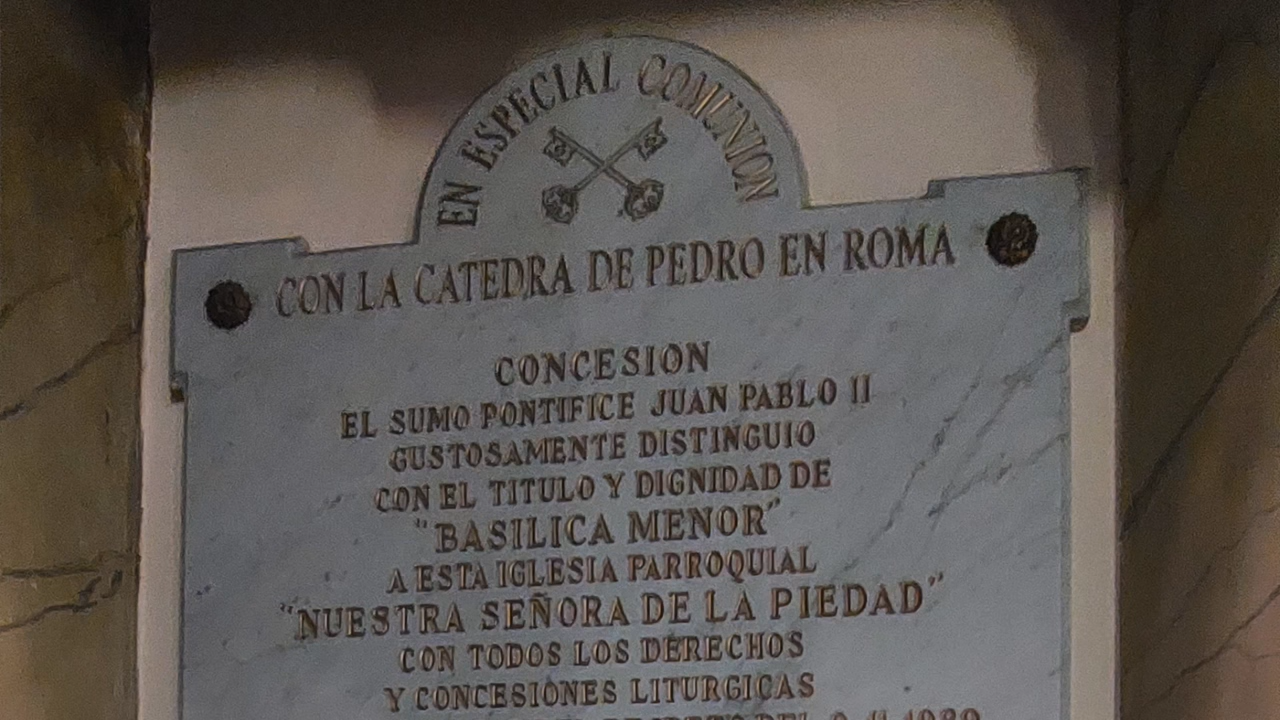 EN ESPECIAL COMUNION
CON LA CATEDRA DE PEDRO EN ROMA
CONCESION
EL SUMO PONTIFICE JUAN PABLO II
GUSTOSAMENTE DISTINGUIO
CON EL TITULO Y DIGNIDAD DE
"BASILICA MENOR"
A ESTA IGLESIA PARROQUIAL
"NUESTRA SEÑORA DE LA PIEDAD"
CON TODOS LOS DERECHOS
Y CONCESIONES LITURGICAS